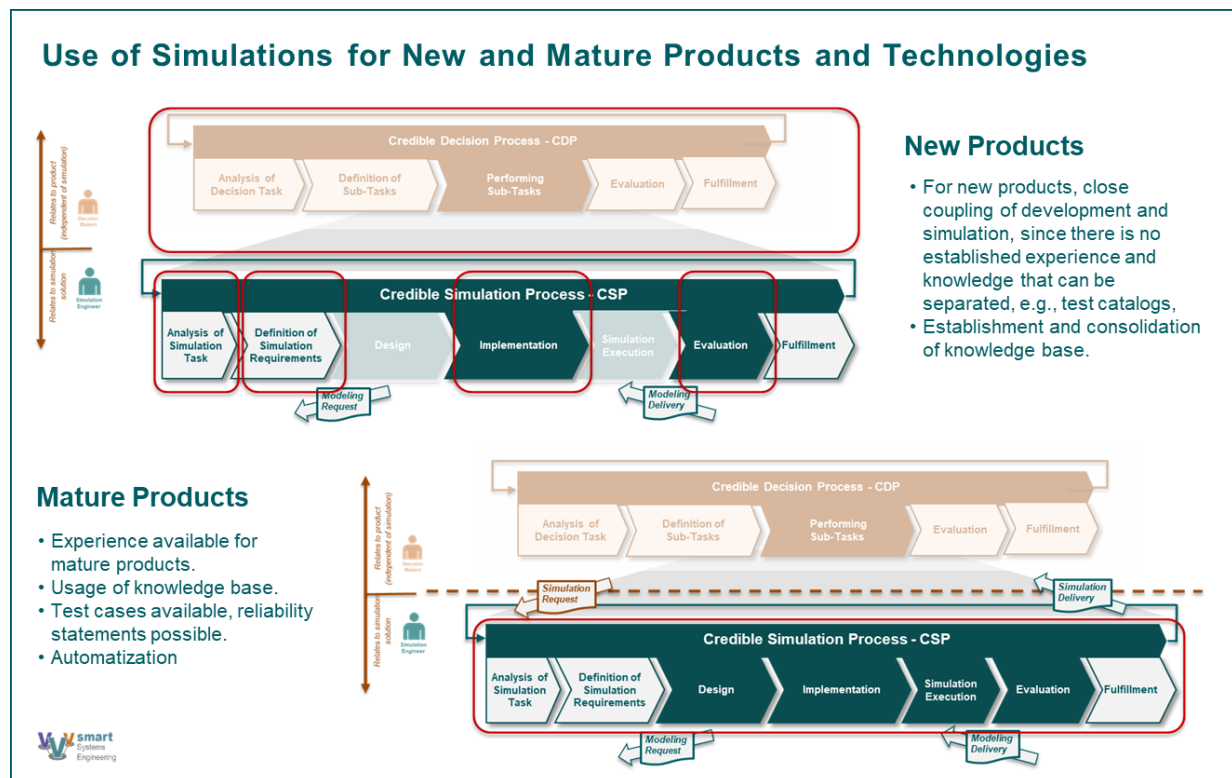 Use of Simulations for New and Mature Products and Technologies
Relates to product
(independent of simulation)
Decision
Makers
Relates to simulation
solution
Simulation
Engineer
Credible Decision Process - CDP
Analysis of
Decision Task
Definition of
Sub-Tasks
Performing
Sub-Tasks
Evaluation
Fulfillment
Credible Simulation Process - CSP
Analysis of
Simulation
Task
Definition of
Simulation
Requirements
Design
Implementation
Simulation
Execution
Evaluation
Fulfillment
Modeling
Request
Modeling
Delivery
New Products
• For new products, close
coupling of development and
simulation, since there is no
established experience and
knowledge that can be
separated, e.g., test catalogs,
• Establishment and consolidation
of knowledge base.
Mature Products
• Experience available for
mature products.
• Usage of knowledge base.
• Test cases available, reliability
statements possible.
• Automatization
Relates to product
(independent of simulation)
Decision
Makers
Relates to simulation
solution
Simulation
Engineer
Credible Decision Process - CDP
Analysis of
Decision Task
Definition of
Sub-Tasks
Performing
Sub-Tasks
Evaluation
Fulfillment
Simulation
Request
Simulation
Delivery
Credible Simulation Process - CSP
Analysis of
Simulation
Task
Definition of
Simulation
Requirements
Design
Implementation
Simulation
Execution
Evaluation
Fulfillment
Modeling
Request
Modeling
Delivery
VVV smart
Systems
Engineering